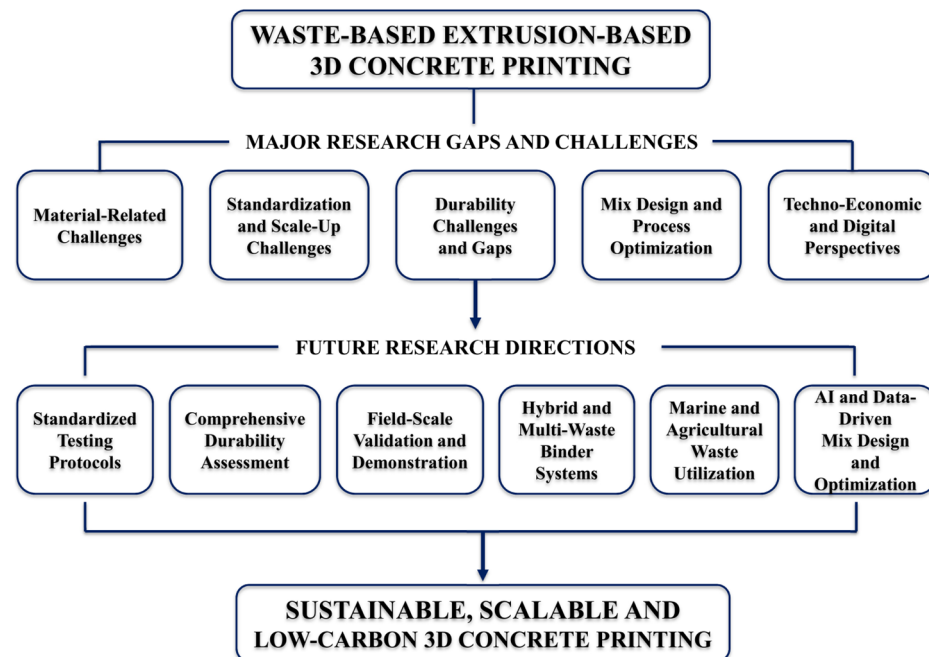 WASTE-BASED EXTRUSION-BASED
3D CONCRETE PRINTING
MAJOR RESEARCH GAPS AND CHALLENGES
Material-Related
Challenges
Standardization
and Scale-Up
Challenges
Durability
Challenges
and Gaps
Mix Design and
Process
Optimization
Techno-Economic
and Digital
Perspectives
FUTURE RESEARCH DIRECTIONS
Standardized
Testing
Protocols
Comprehensive
Durability
Assessment
Field-Scale
Validation and
Demonstration
Hybrid and
Multi-Waste
Binder
Systems
Marine and
Agricultural
Waste
Utilization
AI and Data-
Driven
Mix Design
and
Optimization
SUSTAINABLE, SCALABLE AND
LOW-CARBON 3D CONCRETE PRINTING